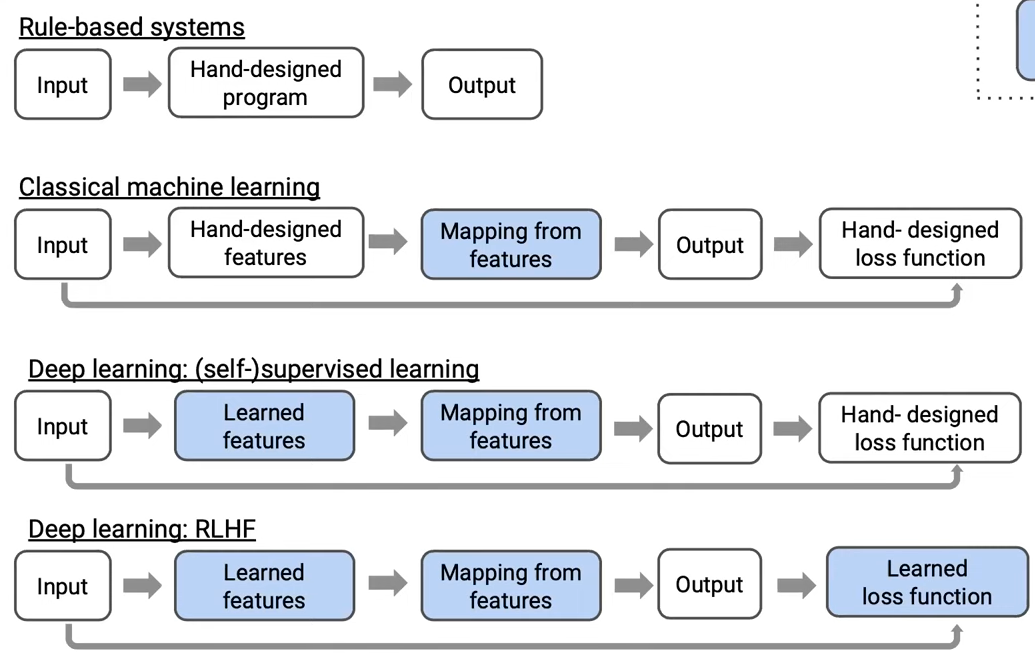 Rule-based systems
Input
Hand-designed
program
Output
Classical machine learning
Input
Hand-designed
features
Mapping from
features
Output
Hand- designed
loss function
Deep learning: (self-)supervised learning
Input
Learned
features
Mapping from
features
Output
Hand- designed
loss function
Deep learning: RLHF
Input
Learned
features
Mapping from
features
Output
Learned
loss function